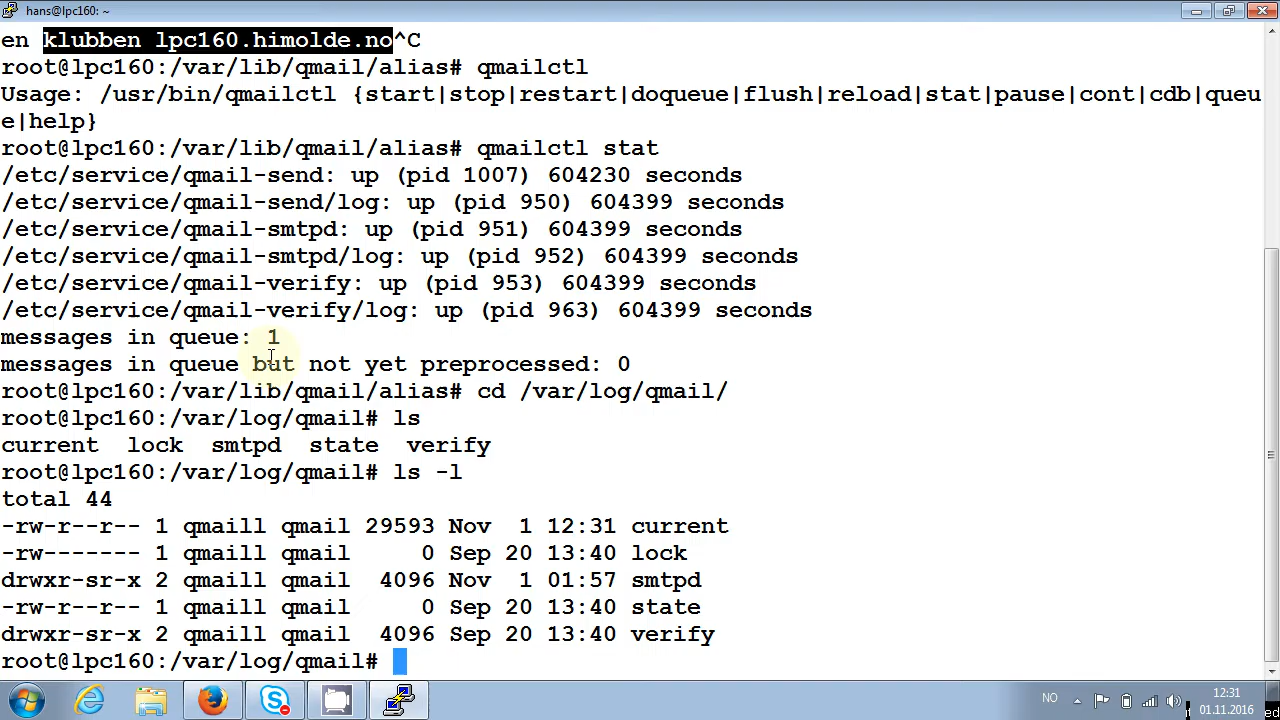 hans@lpc160: ~
en klubben lpc160.himolde.no^C
root@lpc160:/var/lib/qmail/alias# qmailctl
Usage: /usr/bin/qmailctl {start|stop|restart|doqueue|flush|reload|stat|pause|cont|cdb|queu
e|help}
root@lpc160:/var/lib/qmail/alias# qmailctl stat
/etc/service/qmail-send: up (pid 1007) 604230 seconds
/etc/service/qmail-send/log: up (pid 950) 604399 seconds
/etc/service/qmail-smtpd: up (pid 951) 604399 seconds
/etc/service/qmail-smtpd/log: up (pid 952) 604399 seconds
/etc/service/qmail-verify: up (pid 953) 604399 seconds
/etc/service/qmail-verify/log: up (pid 963) 604399 seconds
messages in queue: 1
messages in queue but not yet preprocessed: 0
root@lpc160:/var/lib/qmail/alias# cd /var/log/qmail/
root@lpc160:/var/log/qmail# ls
current  lock  smtpd  state  verify
root@lpc160:/var/log/qmail# ls -l
total 44
-rw-r--r-- 1 qmaill qmail 29593 Nov  1 12:31 current
-rw------- 1 qmaill qmail     0 Sep 20 13:40 lock
drwxr-sr-x 2 qmaill qmail  4096 Nov  1 01:57 smtpd
-rw-r--r-- 1 qmaill qmail     0 Sep 20 13:40 state
drwxr-sr-x 2 qmaill qmail  4096 Sep 20 13:40 verify
root@lpc160:/var/log/qmail#
NO
12:31
01.11.2016